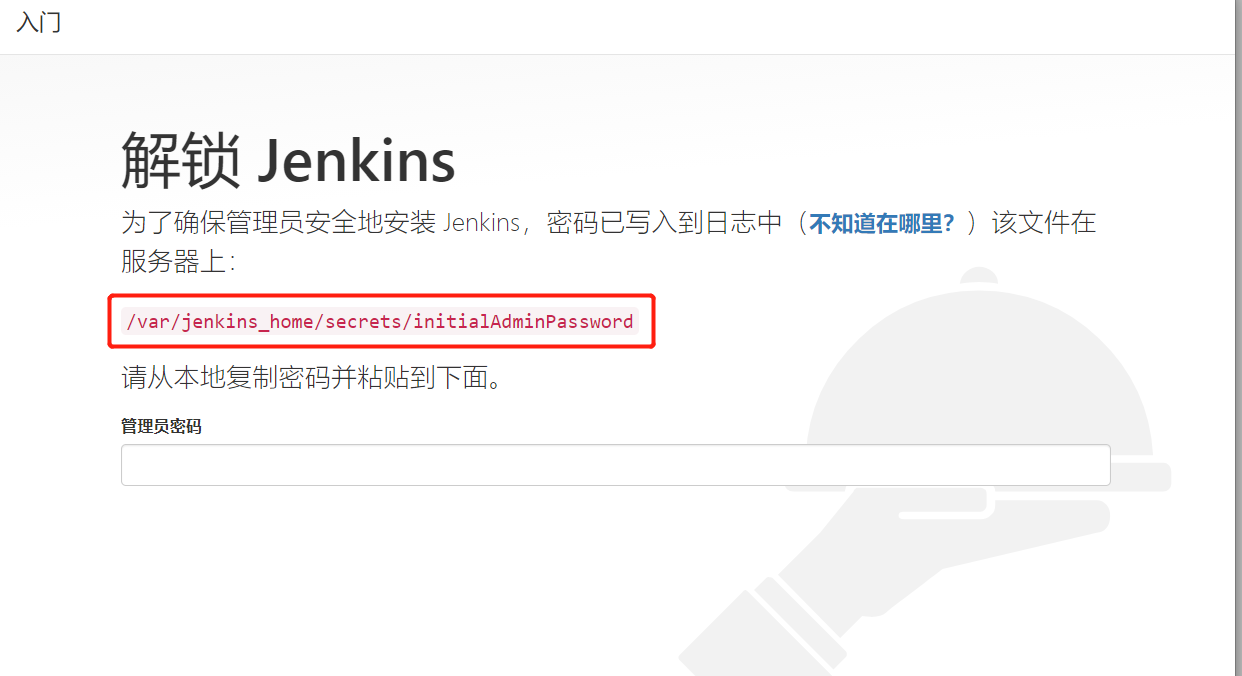 入门
解锁 Jenkins
为了确保管理员安全地安装 Jenkins，密码已写入到日志中（不知道在哪里？）该文件在
服务器上：
/var/jenkins_home/secrets/initialAdminPassword
请从本地复制密码并粘贴到下面。
管理员密码